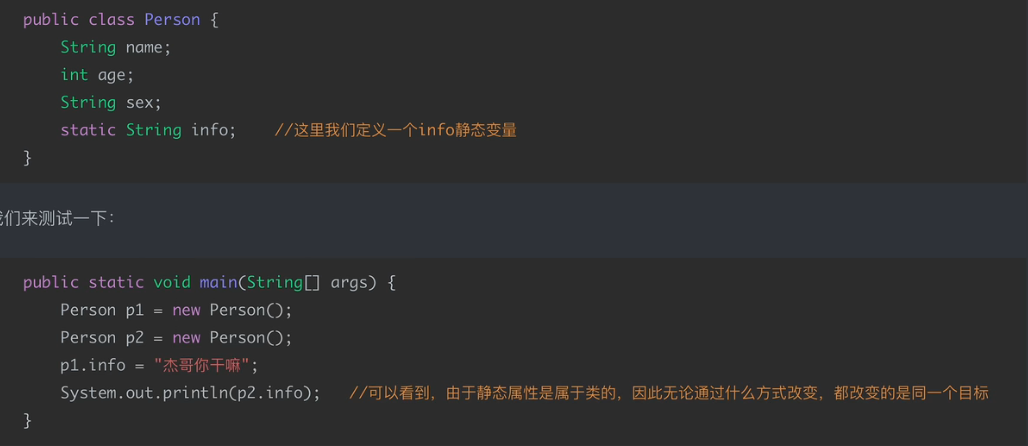 public class Person {
String name;
int age;
String sex;
static String info;    //这里我们定义一个info静态变量
}
们来测试一下:
public static void main(String[] args) {
Person p1 = new Person();
Person p2 = new Person();
p1.info = "杰哥你干嘛";
System.out.println(p2.info);   //可以看到，由于静态属性是属于类的，因此无论通过什么方式改变，都改变的是同一个目标
}